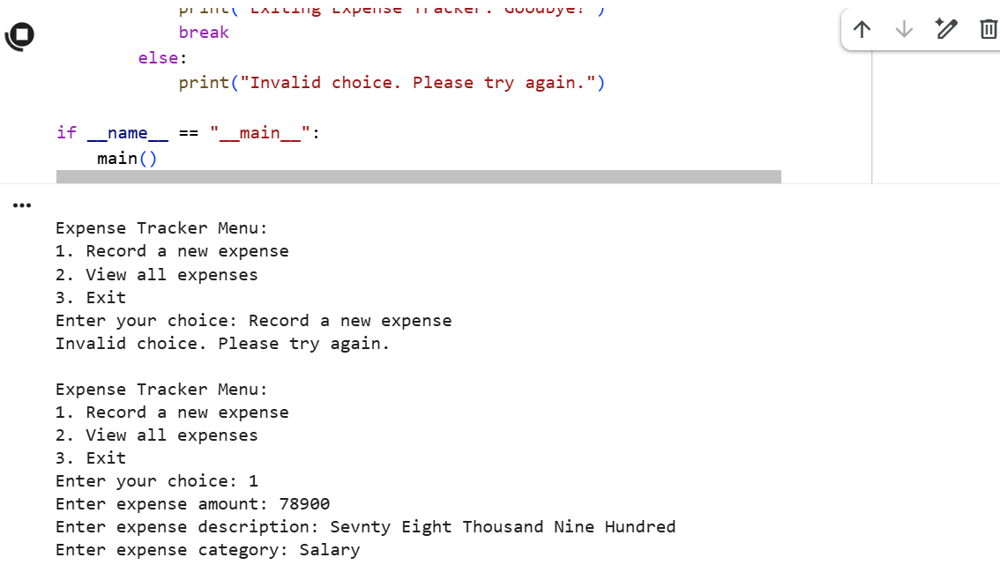 print("Exiting Expense Tracker. Goodbye!")
break
else:
print("Invalid choice. Please try again.")
if __name__ == "__main__":
main()
Expense Tracker Menu:
1. Record a new expense
2. View all expenses
3. Exit
Enter your choice: Record a new expense
Invalid choice. Please try again.
Expense Tracker Menu:
1. Record a new expense
2. View all expenses
3. Exit
Enter your choice: 1
Enter expense amount: 78900
Enter expense description: Sevnty Eight Thousand Nine Hundred
Enter expense category: Salary